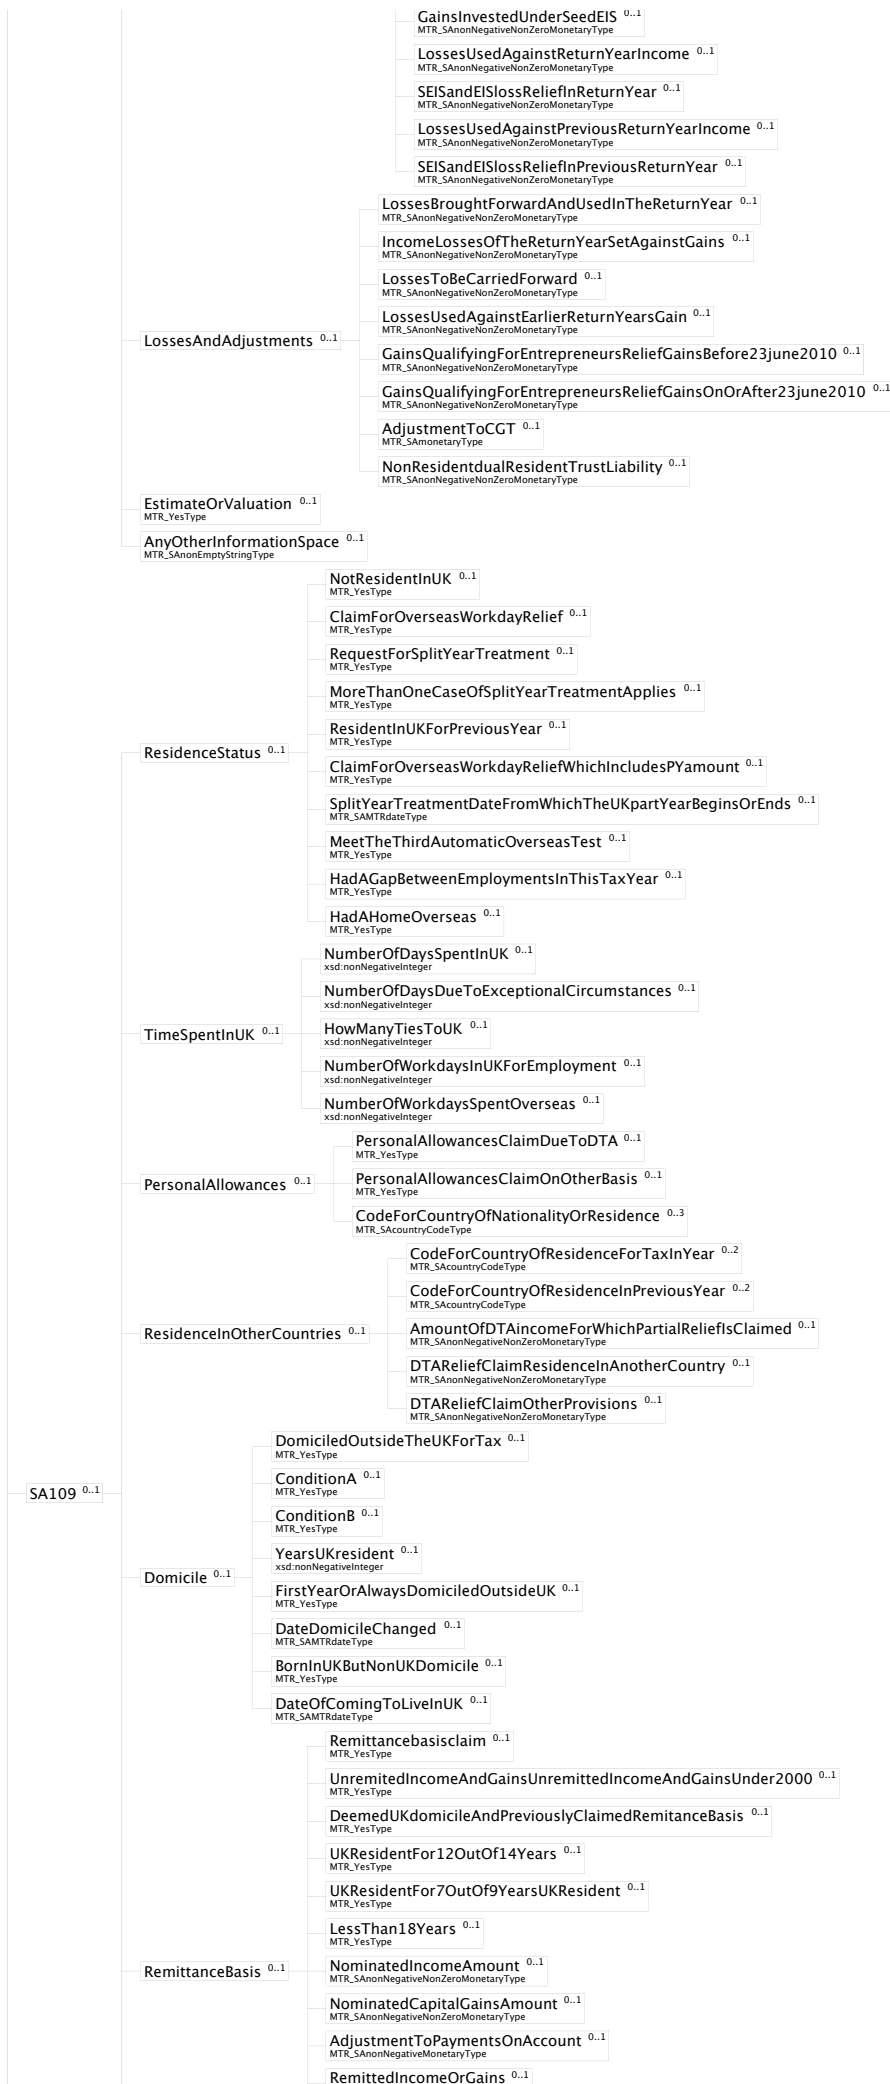 GainsInvestedUnderSeedEIS 0..1
MTR_SAnonNegativeNonZeroMonetaryType
LossesUsedAgainstReturnYearIncome 0..1
MTR_SAnonNegativeNonZeroMonetaryType
SEISandEISlossReliefInReturnYear 0..1
MTR_SAnonNegativeNonZeroMonetaryType
LossesUsedAgainstPreviousReturnYearIncome 0..1
MTR_SAnonNegativeNonZeroMonetaryType
SEISandEISlossReliefInPreviousReturnYear 0..1
MTR_SAnonNegativeNonZeroMonetaryType
LossesAndAdjustments 0..1
LossesBroughtForwardAndUsedInTheReturnYear 0..1
MTR_SAnonNegativeNonZeroMonetaryType
IncomeLossesOfTheReturnYearSetAgainstGains 0..1
MTR_SAnonNegativeNonZeroMonetaryType
LossesToBeCarriedForward 0..1
MTR_SAnonNegativeNonZeroMonetaryType
LossesUsedAgainstEarlierReturnYearsGain 0..1
MTR_SAnonNegativeNonZeroMonetaryType
GainsQualifyingForEntrepreneursReliefGainsBefore23june2010 0..1
MTR_SAnonNegativeNonZeroMonetaryType
GainsQualifyingForEntrepreneursReliefGainsOnOrAfter23june2010 0..1
MTR_SAnonNegativeNonZeroMonetaryType
AdjustmentToCGT 0..1
MTR_SAmonetaryType
NonResidentdualResidentTrustLiability 0..1
MTR_SAnonNegativeNonZeroMonetaryType
EstimateOrValuation 0..1
MTR_YesType
AnyOtherInformationSpace 0..1
MTR_SAnonEmptyStringType
SA109 0..1
ResidenceStatus 0..1
NotResidentInUK 0..1
MTR_YesType
ClaimForOverseasWorkdayRelief 0..1
MTR_YesType
RequestForSplitYearTreatment 0..1
MTR_YesType
MoreThanOneCaseOfSplitYearTreatmentApplies 0..1
MTR_YesType
ResidentInUKForPreviousYear 0..1
MTR_YesType
ClaimForOverseasWorkdayReliefWhichIncludesPYamount 0..1
MTR_YesType
SplitYearTreatmentDateFromWhichTheUKpartYearBeginsOrEnds 0..1
MTR_SAMTRdateType
MeetTheThirdAutomaticOverseasTest 0..1
MTR_YesType
HadAGapBetweenEmploymentsInThisTaxYear 0..1
MTR_YesType
HadAHomeOverseas 0..1
MTR_YesType
TimeSpentInUK 0..1
NumberOfDaysSpentInUK 0..1
xsd:nonNegativeInteger
NumberOfDaysDueToExceptionalCircumstances 0..1
xsd:nonNegativeInteger
HowManyTiesToUK 0..1
xsd:nonNegativeInteger
NumberOfWorkdaysInUKForEmployment 0..1
xsd:nonNegativeInteger
NumberOfWorkdaysSpentOverseas 0..1
xsd:nonNegativeInteger
PersonalAllowances 0..1
PersonalAllowancesClaimDueToDTA 0..1
MTR_YesType
PersonalAllowancesClaimOnOtherBasis 0..1
MTR_YesType
CodeForCountryOfNationalityOrResidence 0..3
MTR_SAcountryCodeType
ResidenceInOtherCountries 0..1
CodeForCountryOfResidenceForTaxInYear 0..2
MTR_SAcountryCodeType
CodeForCountryOfResidenceInPreviousYear 0..2
MTR_SAcountryCodeType
AmountOfDTAincomeForWhichPartialReliefIsClaimed 0..1
MTR_SAnonNegativeNonZeroMonetaryType
DTAReliefClaimResidenceInAnotherCountry 0..1
MTR_SAnonNegativeNonZeroMonetaryType
DTAReliefClaimOtherProvisions 0..1
MTR_SAnonNegativeNonZeroMonetaryType
Domicile 0..1
DomiciledOutsideTheUKForTax 0..1
MTR_YesType
ConditionA 0..1
MTR_YesType
ConditionB 0..1
MTR_YesType
YearsUKresident 0..1
xsd:nonNegativeInteger
FirstYearOrAlwaysDomiciledOutsideUK 0..1
MTR_YesType
DateDomicileChanged 0..1
MTR_SAMTRdateType
BornInUKButNonUKDomicile 0..1
MTR_YesType
DateOfComingToLiveInUK 0..1
MTR_SAMTRdateType
RemittanceBasis 0..1
Remittancebasisclaim 0..1
MTR_YesType
UnremitedIncomeAndGainsUnremittedIncomeAndGainsUnder2000 0..1
MTR_YesType
DeemedUKdomicileAndPreviouslyClaimedRemitanceBasis 0..1
MTR_YesType
UKResidentFor12OutOf14Years 0..1
MTR_YesType
UKResidentFor7OutOf9YearsUKResident 0..1
MTR_YesType
LessThan18Years 0..1
MTR_YesType
NominatedIncomeAmount 0..1
MTR_SAnonNegativeNonZeroMonetaryType
NominatedCapitalGainsAmount 0..1
MTR_SAnonNegativeNonZeroMonetaryType
AdjustmentToPaymentsOnAccount 0..1
MTR_SAnonNegativeMonetaryType
RemittedIncomeOrGains 0..1